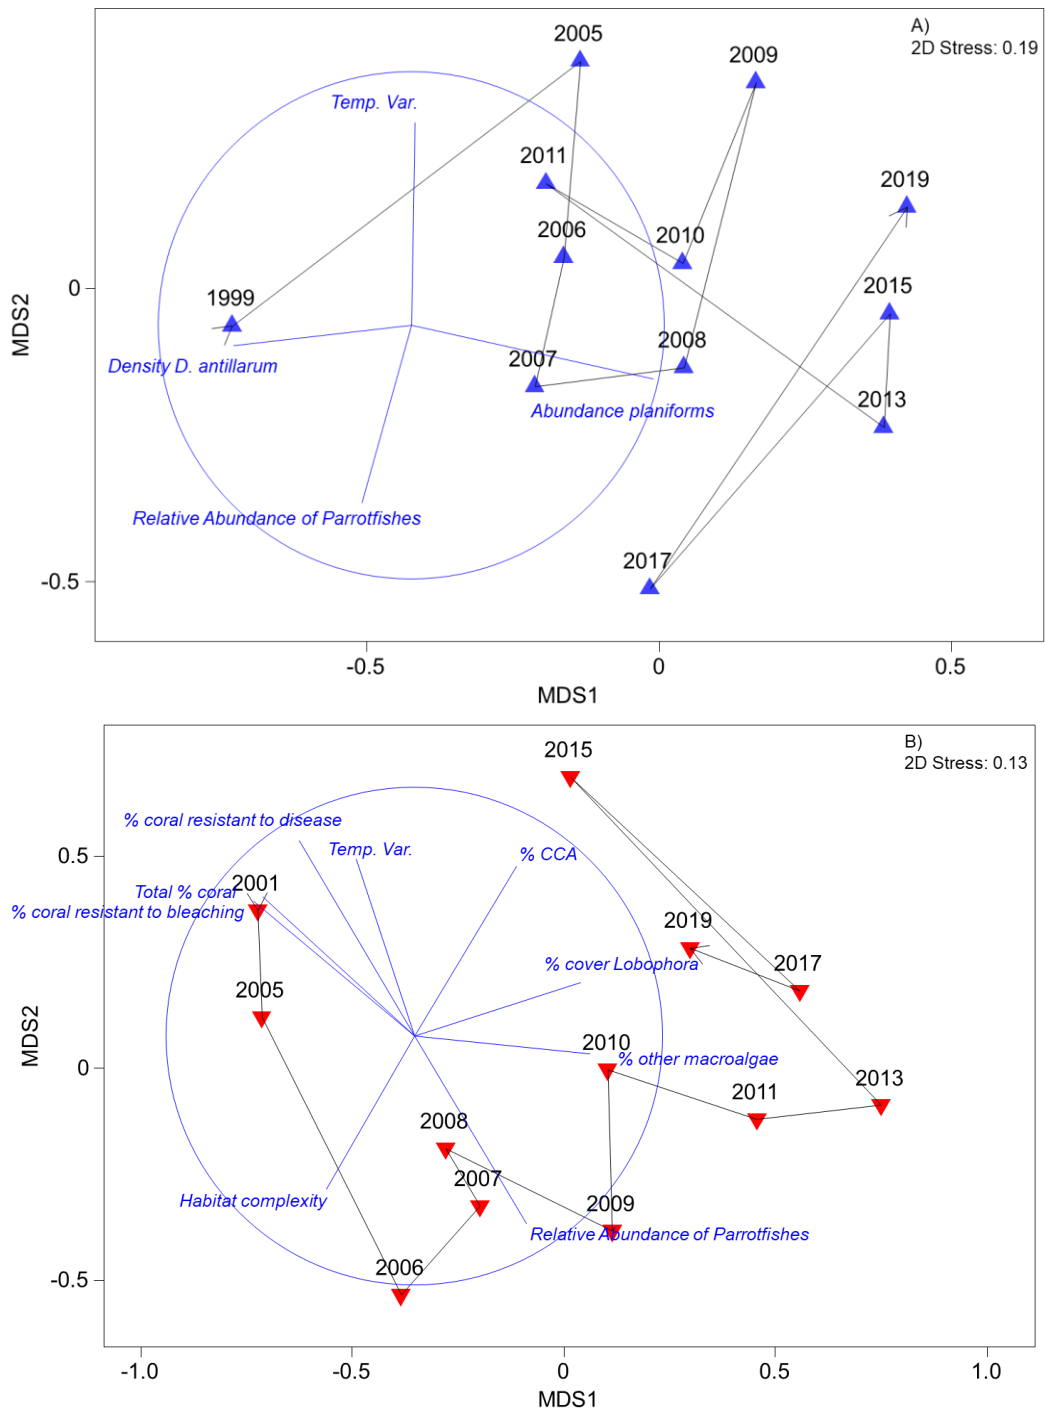 A)
2D Stress: 0.19
2005
2009
Temp. Var.
2011
2019
2006
2010
0
1999
2015
2008
2007
Density D. antillarum
2013
Abundance planiforms
Relative Abundance of Parrotfishes
2017
-0.5
MDS2
-0.5
0
0.5
MDS1
B)
2D Stress: 0.13
2015
% coral resistant to disease
Temp. Var.
% CCA
0.5
2001
Total % coral
% coral resistant to bleaching
2019
% cover Lobophora
2017
2005
2010
% other macroalgae
0
2013
2011
2008
2007
Habitat complexity
2009
Relative Abundance of Parrotfishes
2006
-0.5
MDS2
-1.0
-0.5
0
0.5
1.0
MDS1